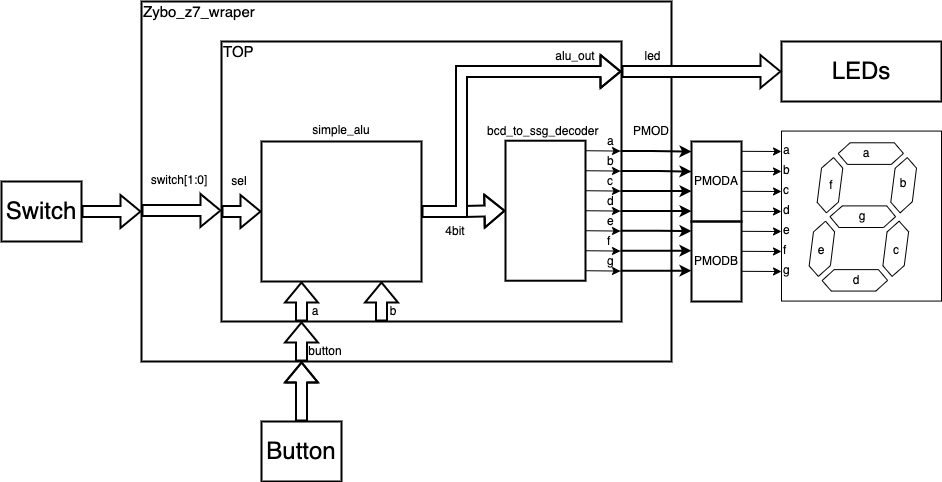 Zybo_z7_wraper
TOP
alu_out
led
LEDs
simple_alu
bcd_to_ssg_decoder
PMOD
Switch
switch[1:0]
sel
4bit
a
b
c
d
e
f
g
PMODA
PMODB
a
b
c
d
e
f
g
a
f
b
g
e
c
d
a
b
button
Button